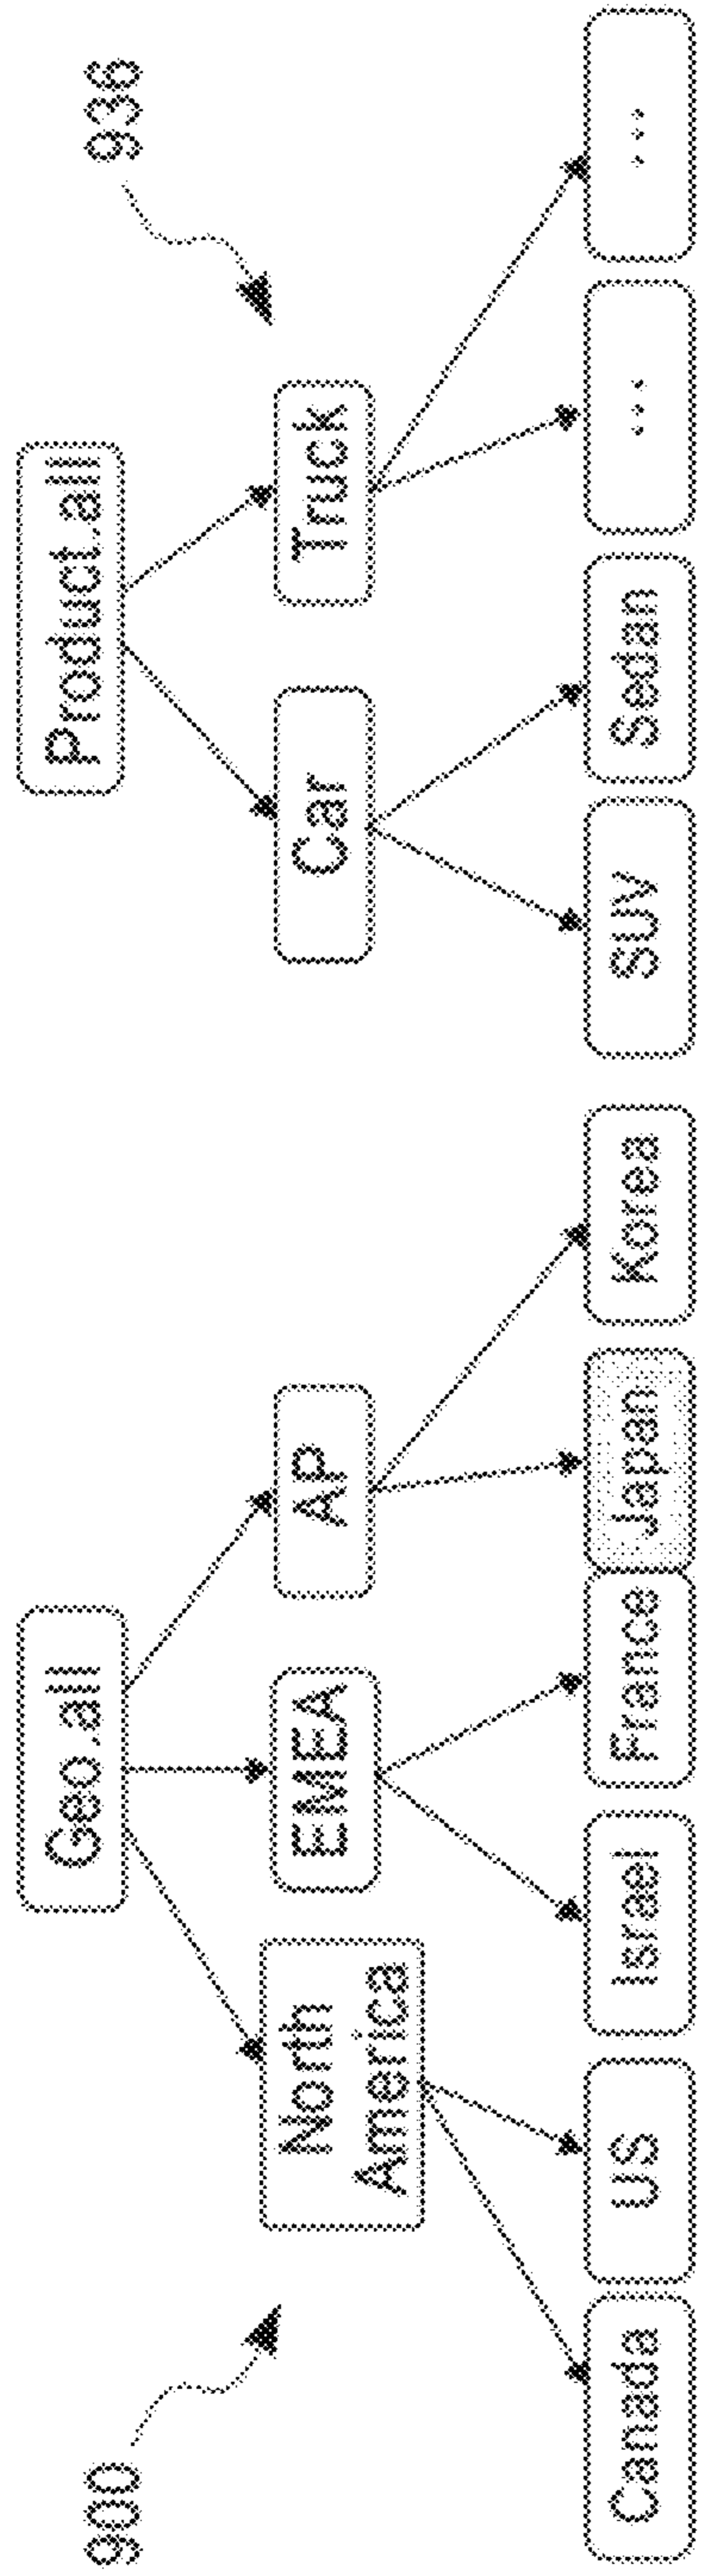 900
Geo.all
North
America
EMEA
AP
Canada
US
Israel
France
Japan
Korea
936
Product.all
Car
Truck
SUV
Sedan
...
...